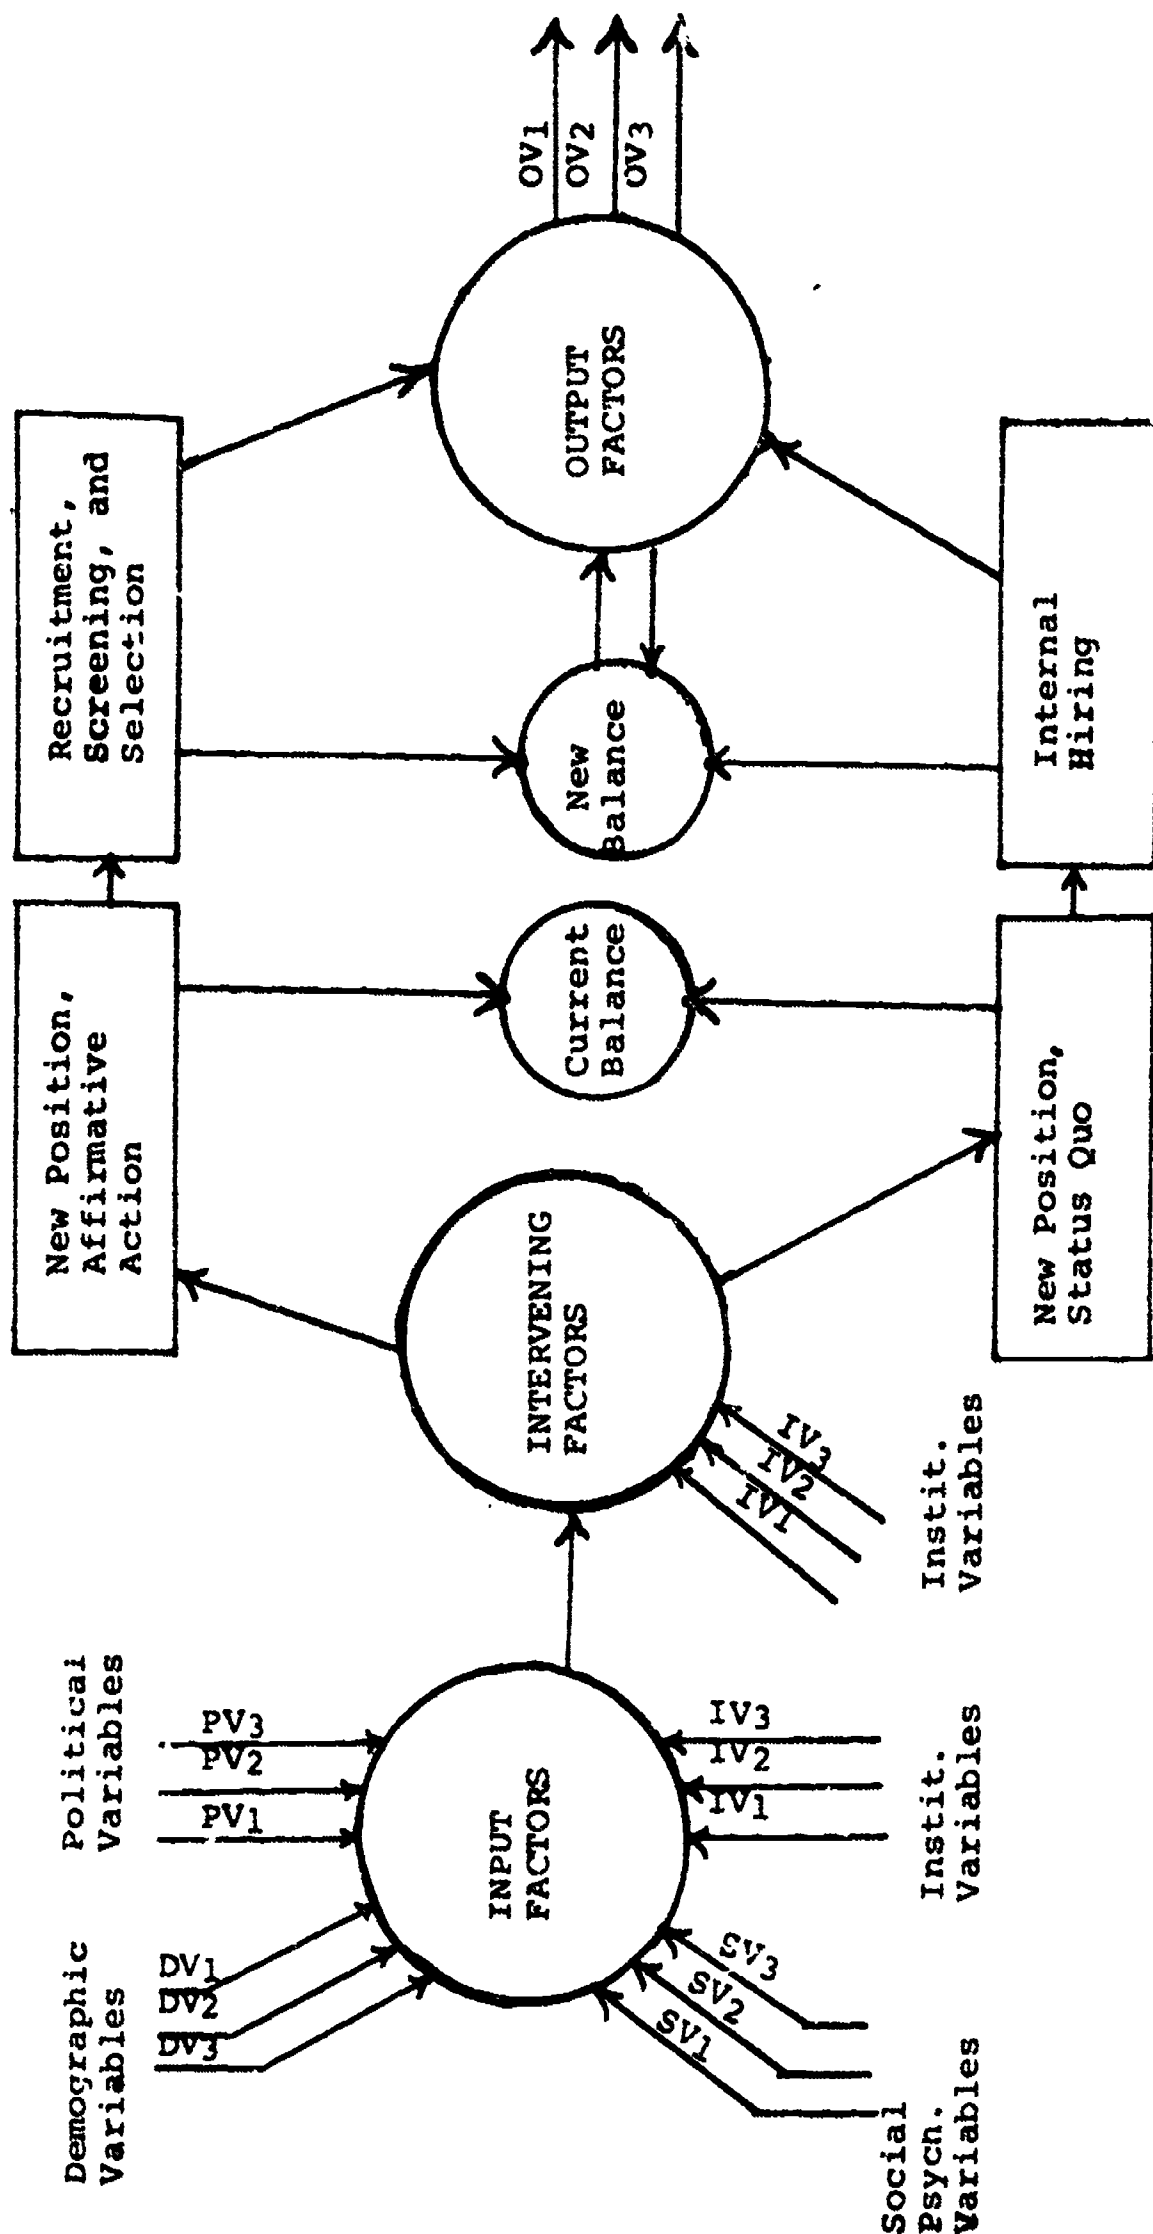 Demographic
Variables
DV1
DV2
DV3
Political
Variables
PV1
PV2
PV3
INPUT
FACTORS
Social
Psych.
Variables
SV1
SV2
SV3
Instit.
Variables
IV1
IV2
IV3
INTERVENING
FACTORS
Instit.
Variables
IV1
IV2
IV3
New Position,
Affirmative
Action
Current
Balance
New Position,
Status Quo
Recruitment,
Screening, and
Selection
New
Balance
Internal
Hiring
OUTPUT
FACTORS
OV1
OV2
OV3